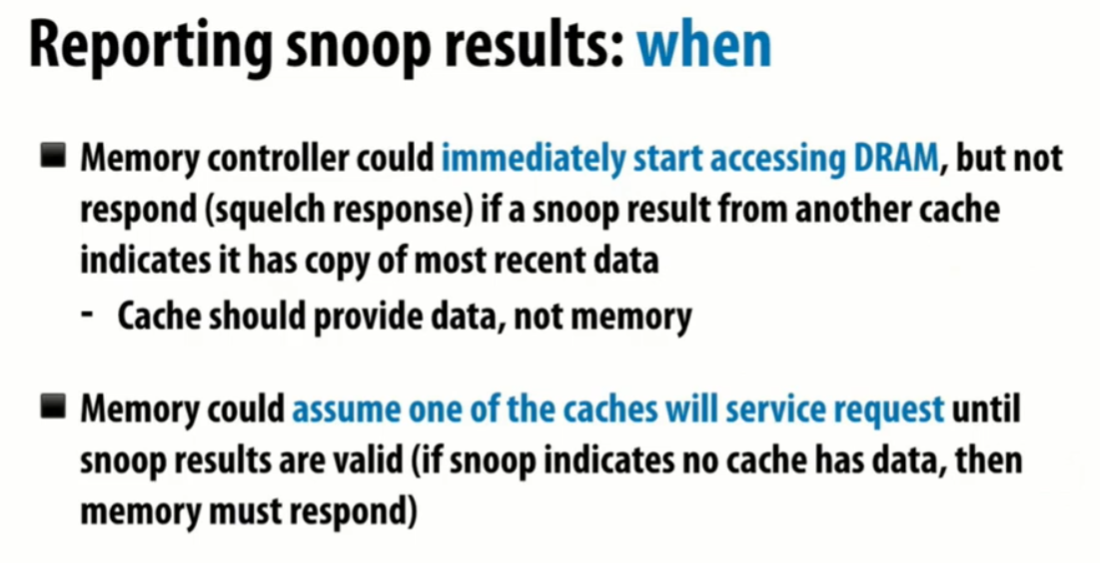 Reporting snoop results: when
Memory controller could immediately start accessing DRAM, but not
respond (squelch response) if a snoop result from another cache
indicates it has copy of most recent data
- Cache should provide data, not memory
Memory could assume one of the caches will service request until
snoop results are valid (if snoop indicates no cache has data, then
memory must respond)